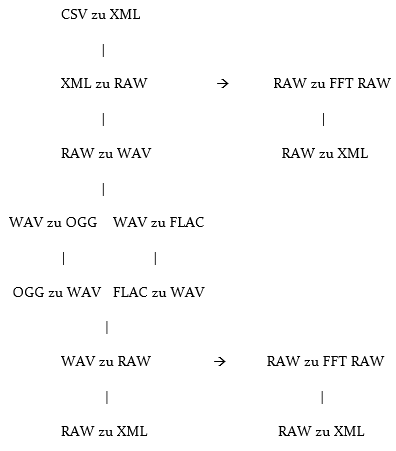 CSV zu XML
|
XML zu RAW → RAW zu FFT RAW
| |
RAW zu WAV RAW zu XML
|
WAV zu OGG WAV zu FLAC
| |
OGG zu WAV FLAC zu WAV
|
WAV zu RAW → RAW zu FFT RAW
| |
RAW zu XML RAW zu XML